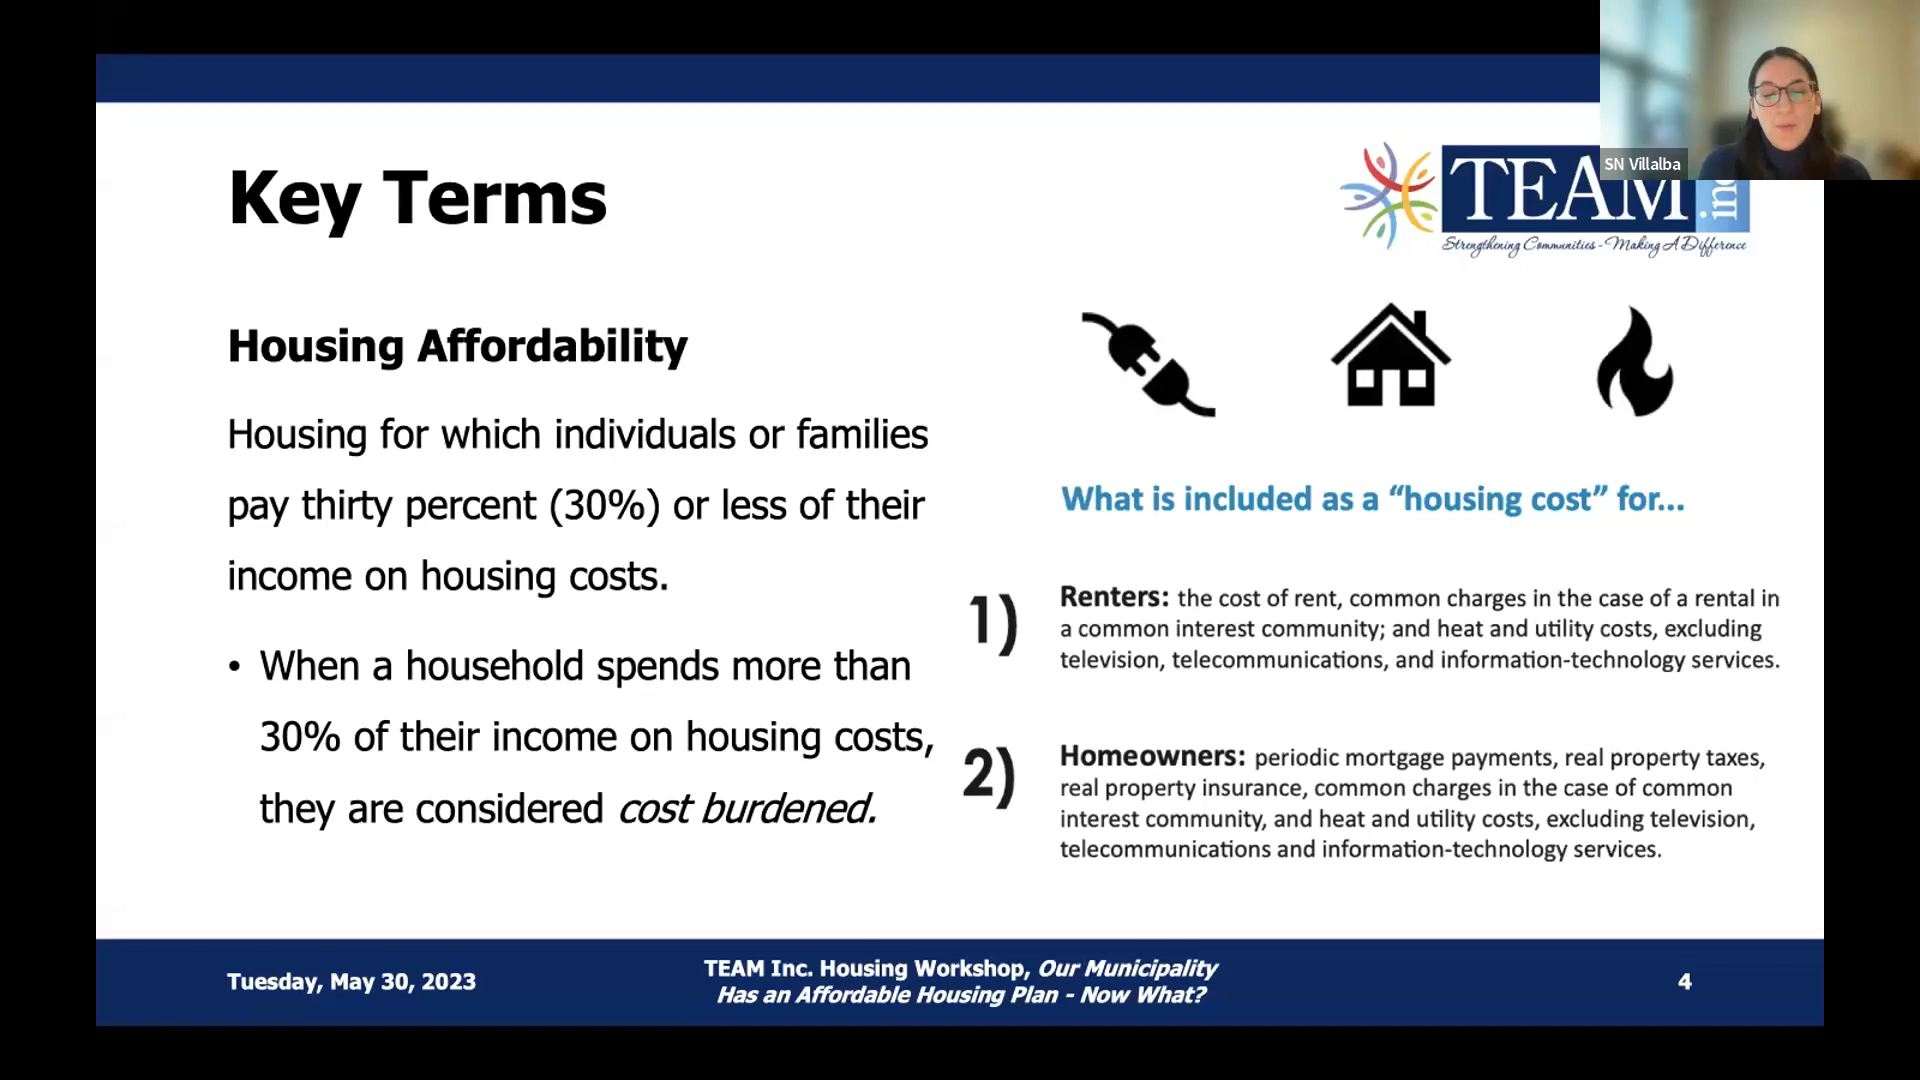 SN Villalba
TEAM inc
Strengthening Communities - Making A Difference
Key Terms
Housing Affordability
Housing for which individuals or families
pay thirty percent (30%) or less of their
income on housing costs.
• When a household spends more than
30% of their income on housing costs,
they are considered cost burdened.
What is included as a “housing cost” for...
1) Renters: the cost of rent, common charges in the case of a rental in
a common interest community; and heat and utility costs, excluding
television, telecommunications, and information-technology services.
2) Homeowners: periodic mortgage payments, real property taxes,
real property insurance, common charges in the case of common
interest community, and heat and utility costs, excluding television,
telecommunications and information-technology services.
Tuesday, May 30, 2023
TEAM Inc. Housing Workshop, Our Municipality
Has an Affordable Housing Plan - Now What?
4